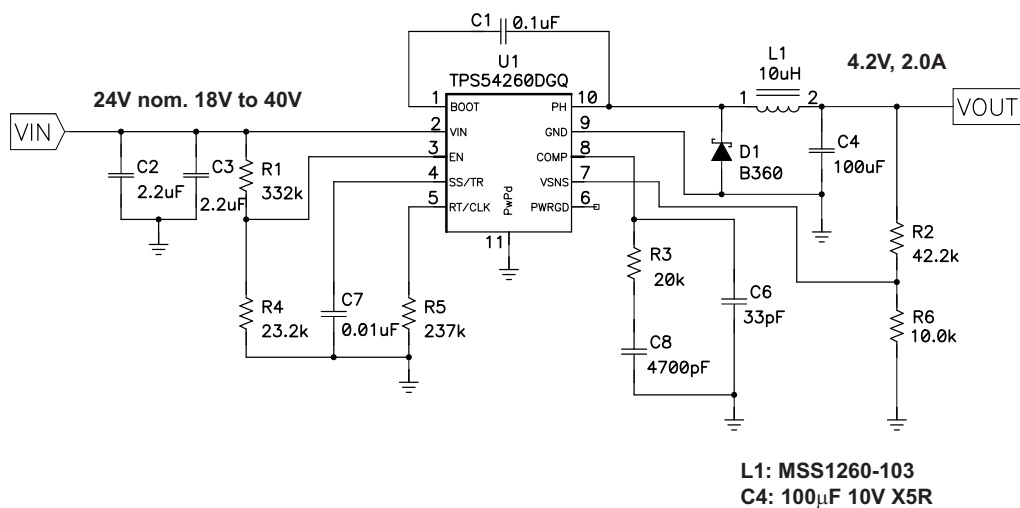 C1
0.1uF
U1
TPS54260DGQ
L1
10uH
4.2V, 2.0A
24V nom. 18V to 40V
VIN
VOUT
1 BOOT
2 VIN
3 EN
4 SS/TR
5 RT/CLK
PH 10
GND 9
COMP 8
VSNS 7
PWRGD 6
PwPd
11
1 2
C2
2.2uF
C3
2.2uF
R1
332k
D1
B360
C4
100uF
R2
42.2k
R3
20k
C6
33pF
R4
23.2k
C7
0.01uF
R5
237k
R6
10.0k
C8
4700pF
L1: MSS1260-103
C4: 100µF 10V X5R